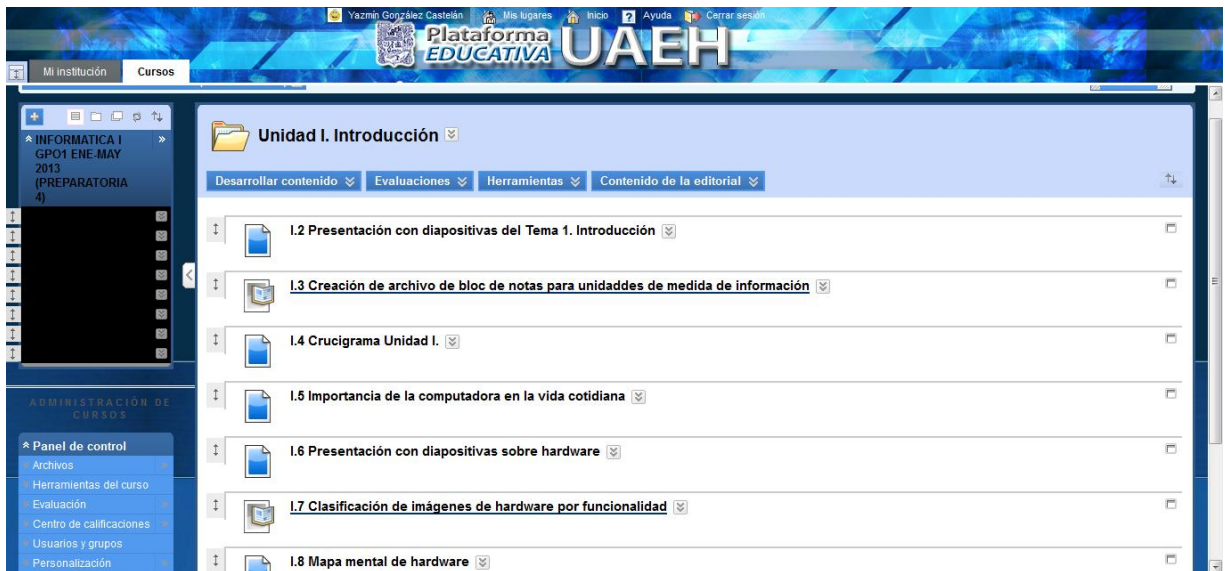 Yazmin González Castelán Mis lugares Inicio ? Ayuda Cerrar sesión
Plataforma
EDUCATIVA UAEH
Mi institución Cursos
INFORMATICA I
GPO1 ENE-MAY
2013
(PREPARATORIA
4)
ADMINISTRACIÓN DE
CURSOS
Panel de control
Archivos
Herramientas del curso
Evaluación
Centro de calificaciones
Usuarios y grupos
Personalización
Unidad I. Introducción
Desarrollar contenido Evaluaciones Herramientas Contenido de la editorial
I.2 Presentación con diapositivas del Tema 1. Introducción
I.3 Creación de archivo de bloc de notas para unidaddes de medida de información
I.4 Crucigrama Unidad I.
I.5 Importancia de la computadora en la vida cotidiana
I.6 Presentación con diapositivas sobre hardware
I.7 Clasificación de imágenes de hardware por funcionalidad
I.8 Mapa mental de hardware